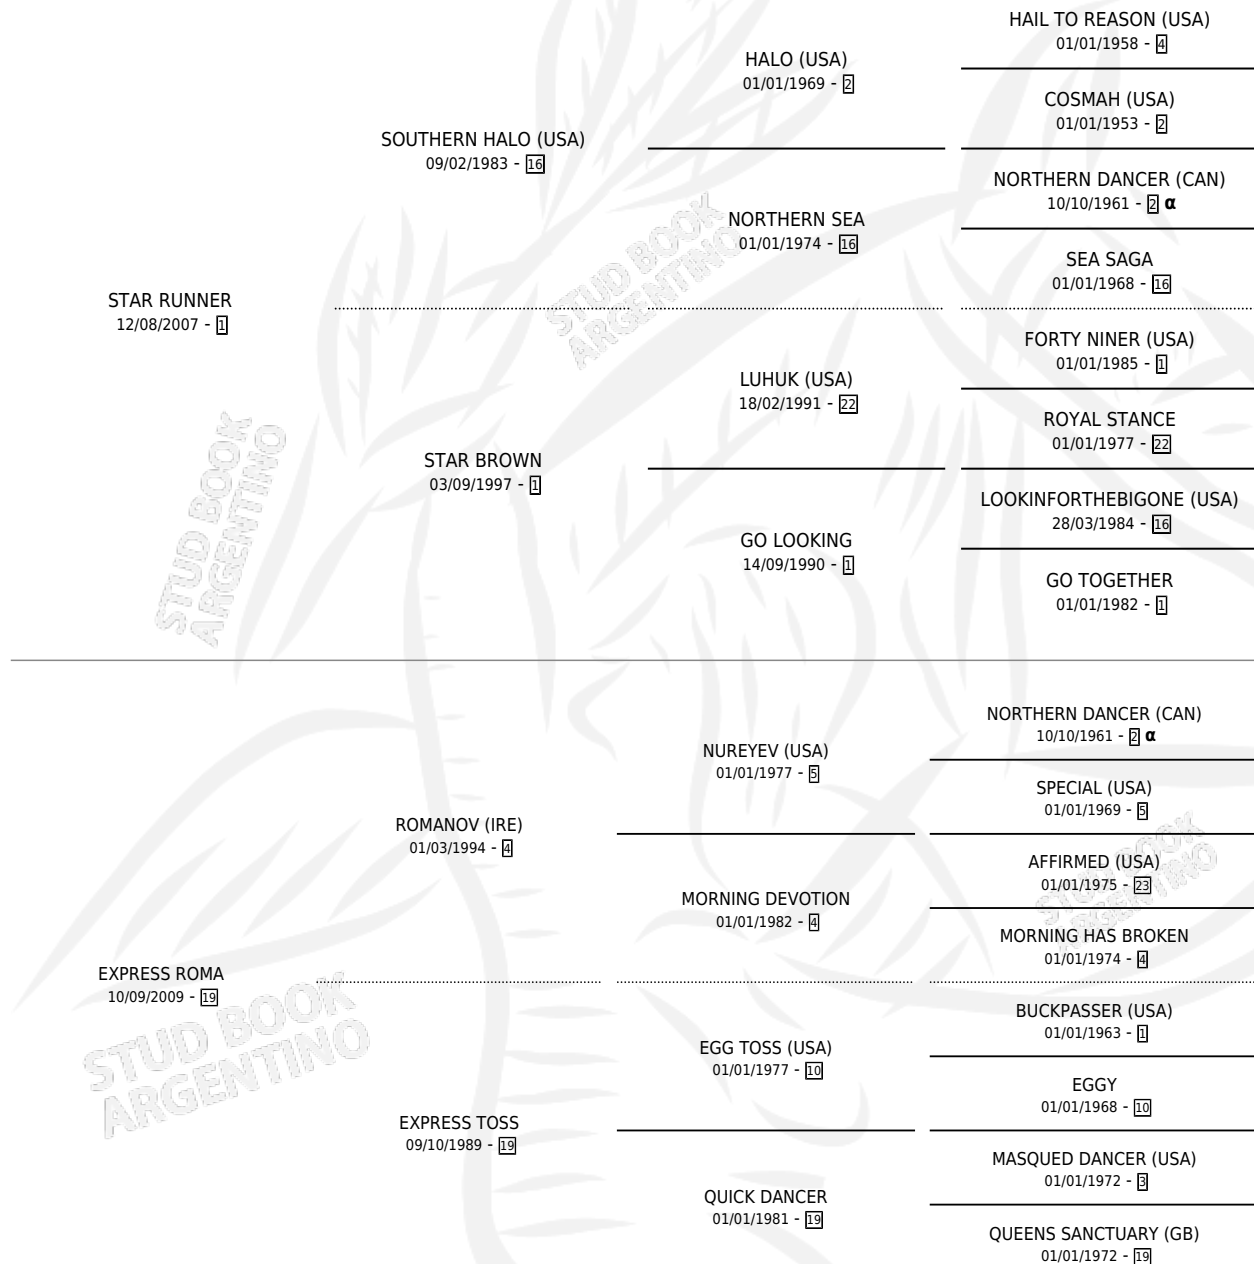 HAIL TO REASON (USA)
01/01/1958 - 4
HALO (USA)
01/01/1969 - 2
COSMAH (USA)
01/01/1953 - 2
SOUTHERN HALO (USA)
09/02/1983 - 16
NORTHERN DANCER (CAN)
10/10/1961 - 2 α
NORTHERN SEA
01/01/1974 - 16
SEA SAGA
01/01/1968 - 16
STAR RUNNER
12/08/2007 - 1
FORTY NINER (USA)
01/01/1985 - 1
LUHUK (USA)
18/02/1991 - 22
ROYAL STANCE
01/01/1977 - 22
STAR BROWN
03/09/1997 - 1
LOOKINFORTHEBIGONE (USA)
28/03/1984 - 16
GO LOOKING
14/09/1990 - 1
GO TOGETHER
01/01/1982 - 1
NORTHERN DANCER (CAN)
10/10/1961 - 2 α
NUREYEV (USA)
01/01/1977 - 5
SPECIAL (USA)
01/01/1969 - 5
ROMANOV (IRE)
01/03/1994 - 4
AFFIRMED (USA)
01/01/1975 - 23
MORNING DEVOTION
01/01/1982 - 4
MORNING HAS BROKEN
01/01/1974 - 4
EXPRESS ROMA
10/09/2009 - 19
BUCKPASSER (USA)
01/01/1963 - 1
EGG TOSS (USA)
01/01/1977 - 10
EGGY
01/01/1968 - 10
EXPRESS TOSS
09/10/1989 - 19
MASQUED DANCER (USA)
01/01/1972 - 3
QUICK DANCER
01/01/1981 - 19
QUEENS SANCTUARY (GB)
01/01/1972 - 19
STUD BOOK
ARGENTINO
STUD BOOK
ARGENTINO
STUD BOOK
ARGENTINO
STUD BOOK
ARGENTINO